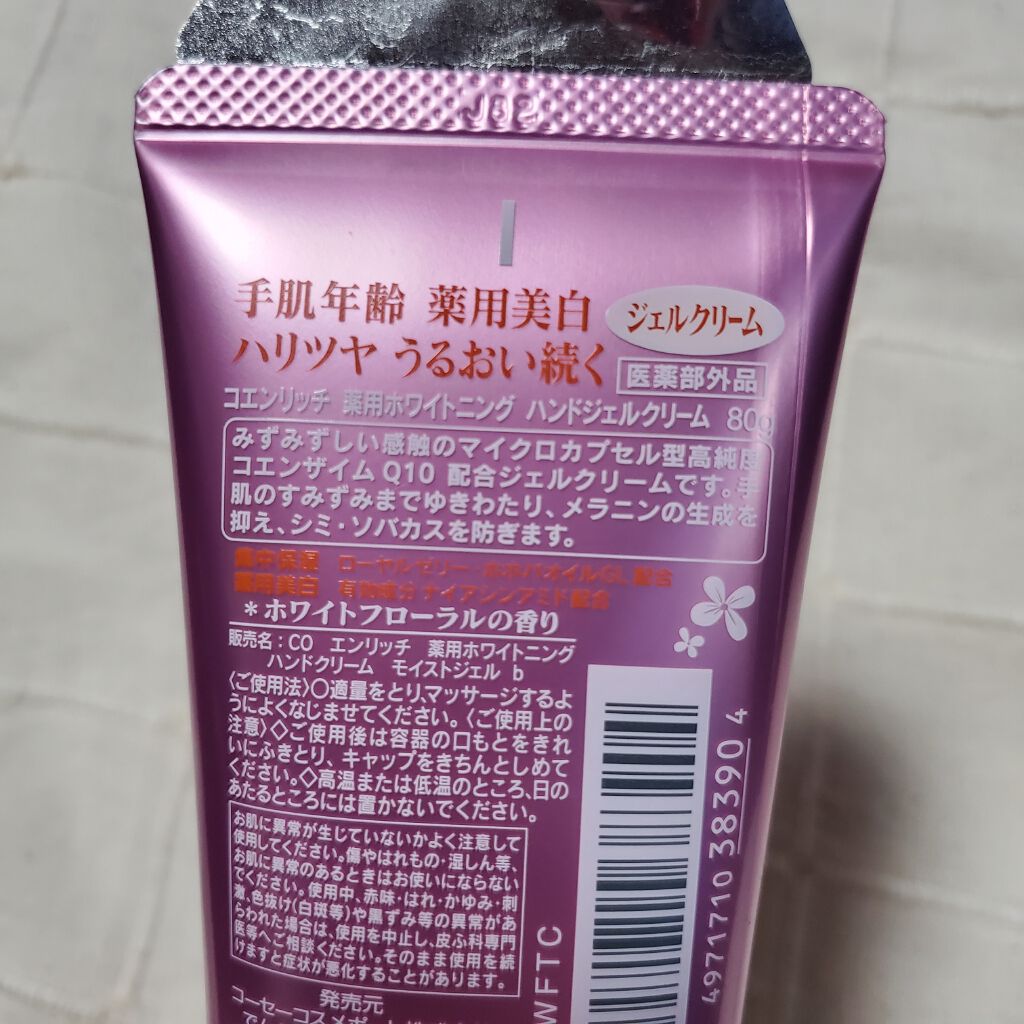 手肌年齢 薬用美白
ジェルクリーム
ハリツヤ うるおい続く
医薬部外品
コエンリッチ 薬用ホワイトニング ハンドジェルクリーム 80g
みずみずしい感触のマイクロカプセル型高純度
コエンザイムQ10 配合ジェルクリームです。手
肌のすみずみまでゆきわたり、メラニンの生成を
抑え、シミ・ソバカスを防ぎます。
集中保湿 ローヤルゼリー・ホホバオイルGL 配合
薬用美白 有効成分 ナイアシンアミド配合
*ホワイトフローラルの香り
販売名:CO エンリッチ 薬用ホワイトニング
ハンドクリーム モイストジェル b
〈ご使用法〉○適量をとり、マッサージするよ
うによくなじませてください。〈ご使用上の
注意〉◇ご使用後は容器の口もとをきれ
いにふきとり、キャップをきちんとしめて
ください。◇高温または低温のところ、日の
あたるところには置かないでください。
お肌に異常が生じていないかよく注意して
使用してください。傷やはれもの・湿しん等、
お肌に異常のあるときはお使いにならない
でください。使用中、赤味・はれ・かゆみ・刺
激、色抜け(白斑等)や黒ずみ等の異常があ
らわれた場合は、使用を中止し、皮ふ科専門
医等へご相談ください。そのまま使用を続
けますと症状が悪化することがあります。
発売元
コーセーコスメポート
WFTC
4971710 38390 4